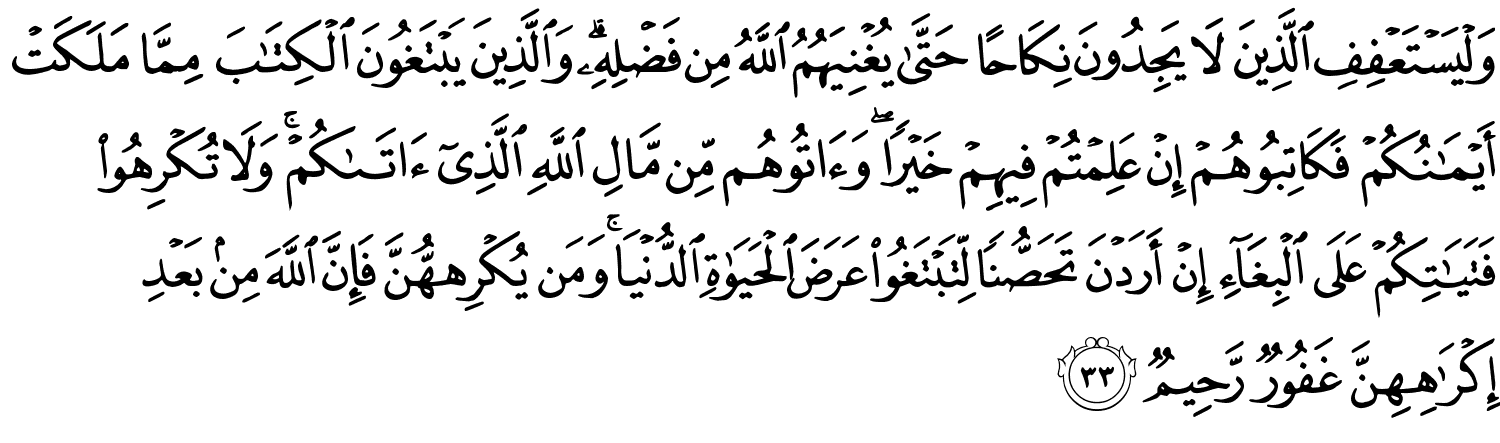 وَلْيَسْتَعْفِفِ ٱلَّذِينَ لَا يَجِدُونَ نِكَاحًا حَتَّىٰ يُغْنِيَهُمُ ٱللَّهُ مِن فَضْلِهِۦ ۗ وَٱلَّذِينَ يَبْتَغُونَ ٱلْكِتَٰبَ مِمَّا مَلَكَتْ
أَيْمَٰنُكُمْ فَكَاتِبُوهُمْ إِنْ عَلِمْتُمْ فِيهِمْ خَيْرًا ۖ وَءَاتُوهُم مِّن مَّالِ ٱللَّهِ ٱلَّذِىٓ ءَاتَىٰكُمْ ۚ وَلَا تُكْرِهُوا۟
فَتَيَٰتِكُمْ عَلَى ٱلْبِغَآءِ إِنْ أَرَدْنَ تَحَصُّنًا لِّتَبْتَغُوا۟ عَرَضَ ٱلْحَيَوٰةِ ٱلدُّنْيَا ۚ وَمَن يُكْرِههُّنَّ فَإِنَّ ٱللَّهَ مِنۢ بَعْدِ
إِكْرَٰهِهِنَّ غَفُورٌ رَّحِيمٌ ٣٣